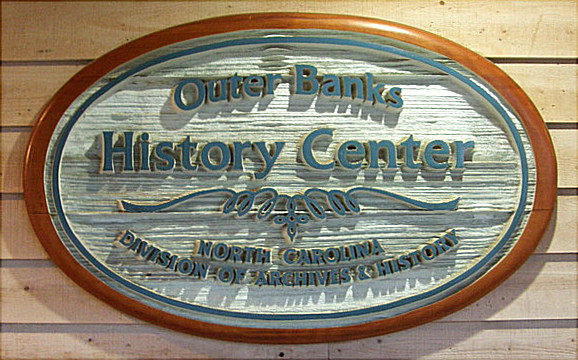 Outer Banks
History Center
NORTH CAROLINA
DIVISION OF ARCHIVES & HISTORY